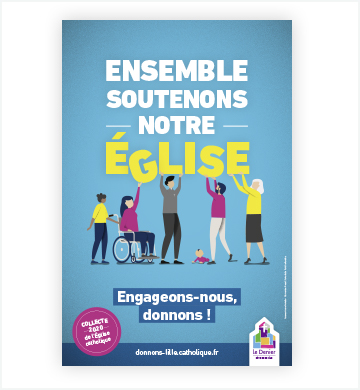 ENSEMBLE
SOUTENONS
NOTRE
ÉGLISE
Engageons-nous,
donnons !
COLLECTE
2020
de l'Église
catholique
donnons-lille.catholique.fr
le Denier